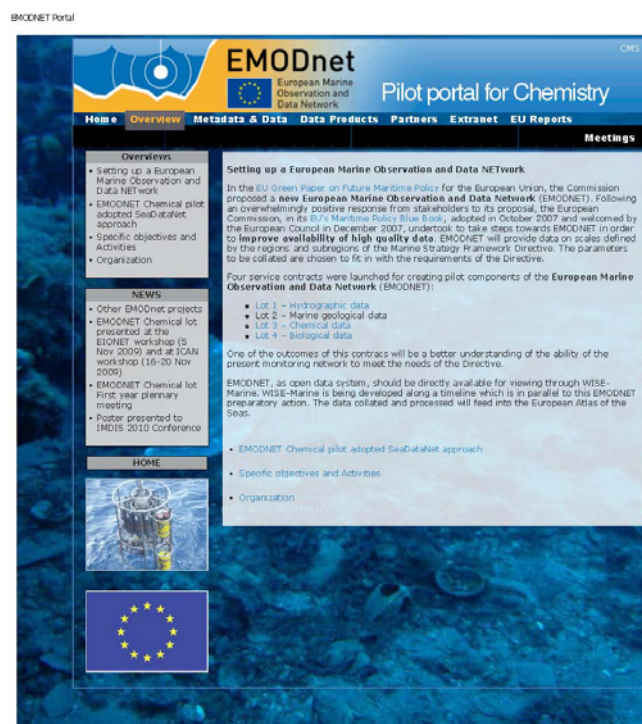 EMODNET Portal
CMS
EMODnet
European Marine
Observation and
Data Network
Pilot portal for Chemistry
Home Overview Metadata & Data Data Products Partners Extranet EU Reports
Meetings
Overviews
• Setting up a European
Marine Observation and
Data NETwork
• EMODNET Chemical pilot
adopted SeaDataNet
approach
• Specific objectives and
Activities
• Organization
NEWS
• Other EMODnet projects
• EMODNET Chemical lot
presented at the
EIONET workshop (5
Nov 2009) and at ICAN
workshop (16-20 Nov
2009)
• EMODNET Chemical lot
First year plennary
meeting
• Poster presented to
IMDIS 2010 Conference
HOME
Setting up a European Marine Observation and Data NETwork
In the EU Green Paper on Future Maritime Policy for the European Union, the Commission
proposed a new European Marine Observation and Data Network (EMODNET). Following
an overwhelmingly positive response from stakeholders to its proposal, the European
Commission, in its EU's Maritime Policy Blue Book, adopted in October 2007 and welcomed by
the European Council in December 2007, undertook to take steps towards EMODNET in order
to improve availability of high quality data. EMODNET will provide data on scales defined
by the regions and subregions of the Marine Strategy Framework Directive. The parameters
to be collated are chosen to fit in with the requirements of the Directive.
Four service contracts were launched for creating pilot components of the European Marine
Observation and Data Network (EMODNET):
• Lot 1 – Hydrographic data
• Lot 2 – Marine geological data
• Lot 3 – Chemical data
• Lot 4 – Biological data
One of the outcomes of this contracs will be a better understanding of the ability of the
present monitoring network to meet the needs of the Directive.
EMODNET, as open data system, should be directly available for viewing through WISE-
Marine. WISE-Marine is being developed along a timeline which is in parallel to this EMODNET
preparatory action. The data collated and processed will feed into the European Atlas of the
Seas.
• EMODNET Chemical pilot adopted SeaDataNet approach
• Specific objectives and Activities
• Organization